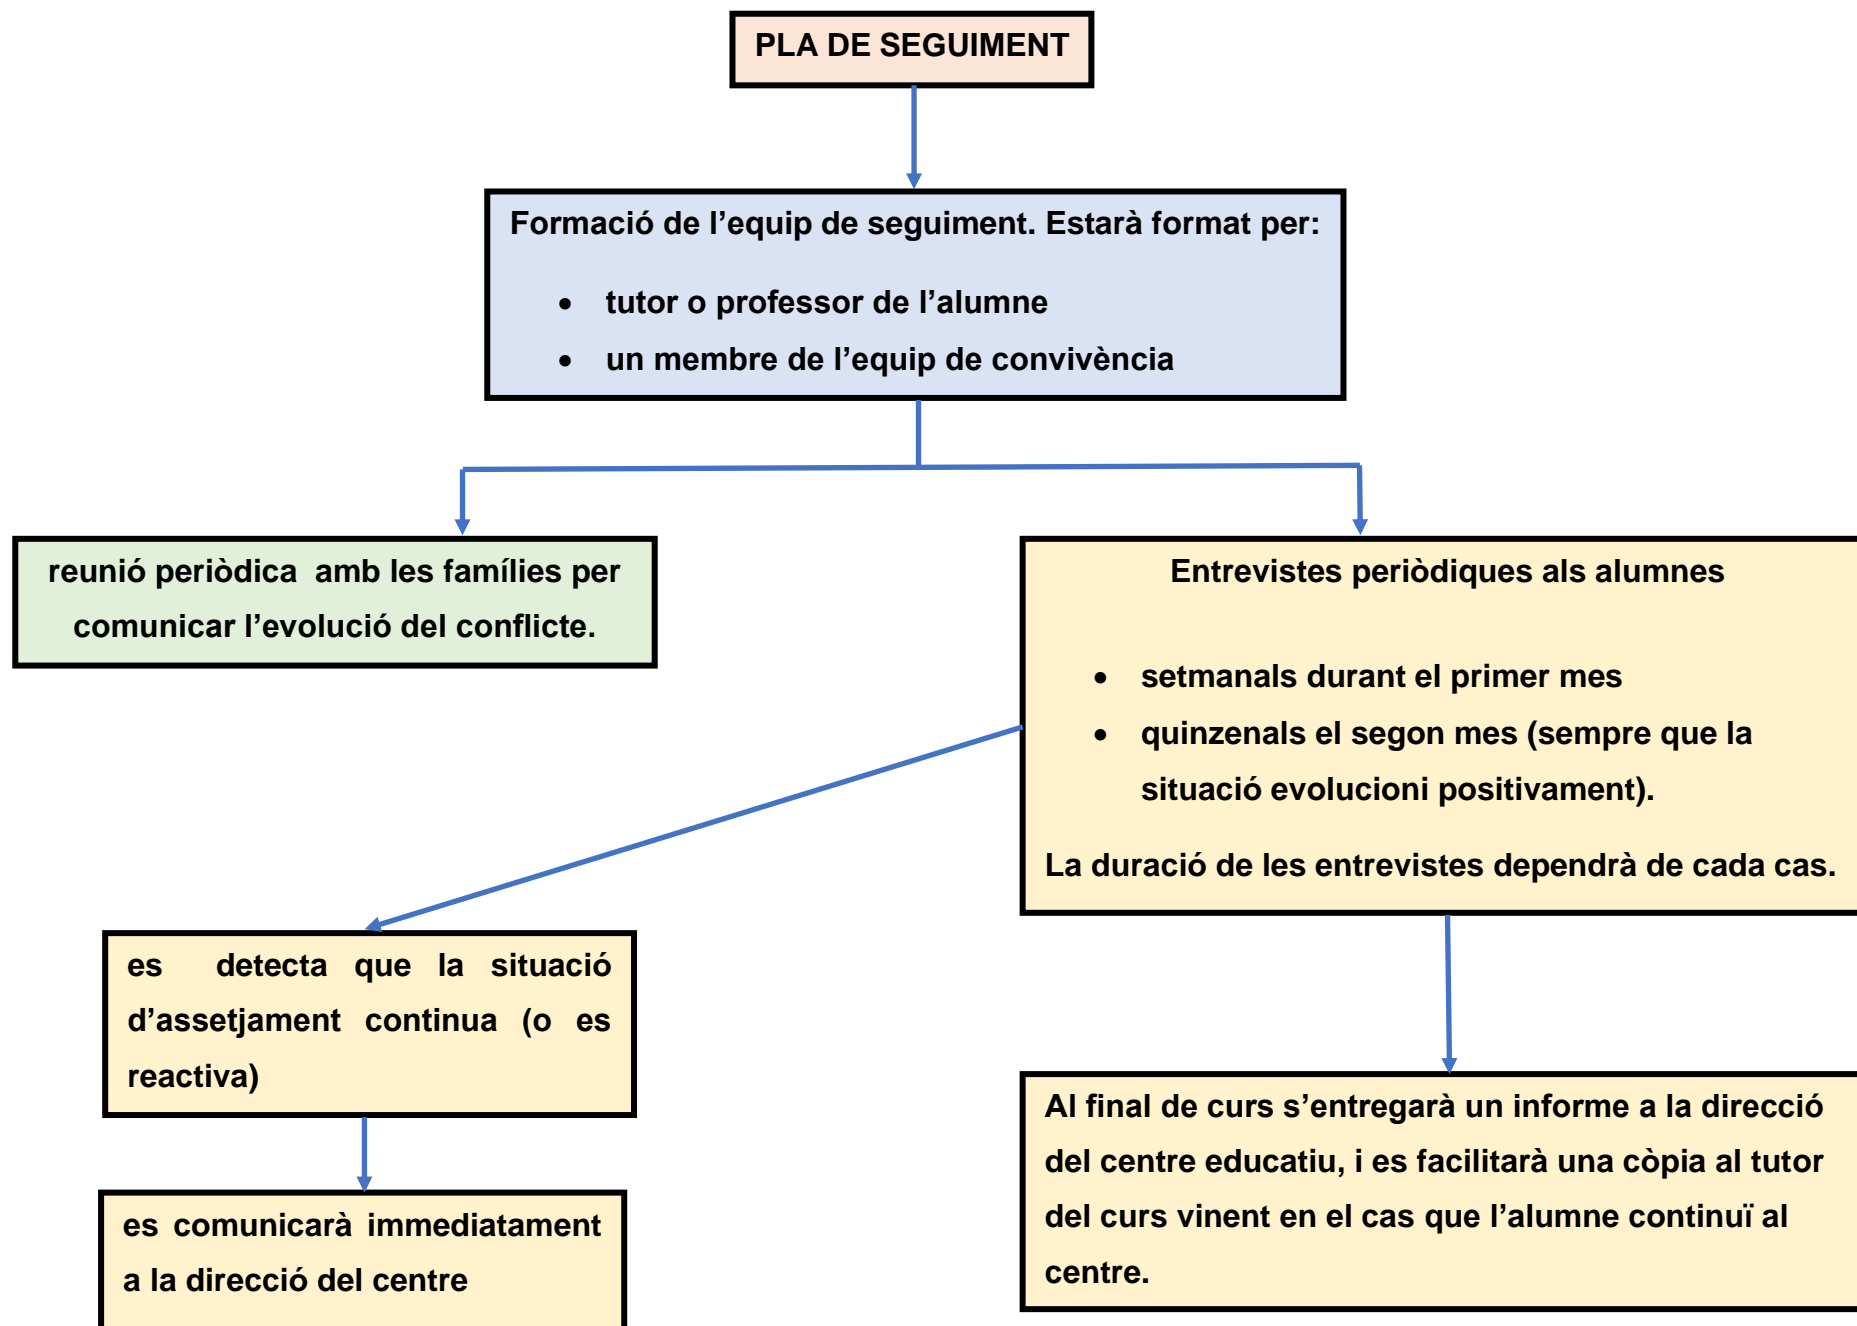 PLA DE SEGUIMENT
Formació de l’equip de seguiment. Estarà format per:
• tutor o professor de l’alumne
• un membre de l’equip de convivència
reunió periòdica amb les famílies per
comunicar l’evolució del conflicte.
Entrevistes periòdiques als alumnes
• setmanals durant el primer mes
• quinzenals el segon mes (sempre que la
situació evolucioni positivament).
La duració de les entrevistes dependrà de cada cas.
es detecta que la situació
d’assetjament continua (o es
reactiva)
es comunicarà immediatament
a la direcció del centre
Al final de curs s’entregarà un informe a la direcció
del centre educatiu, i es facilitarà una còpia al tutor
del curs vinent en el cas que l’alumne continuï al
centre.